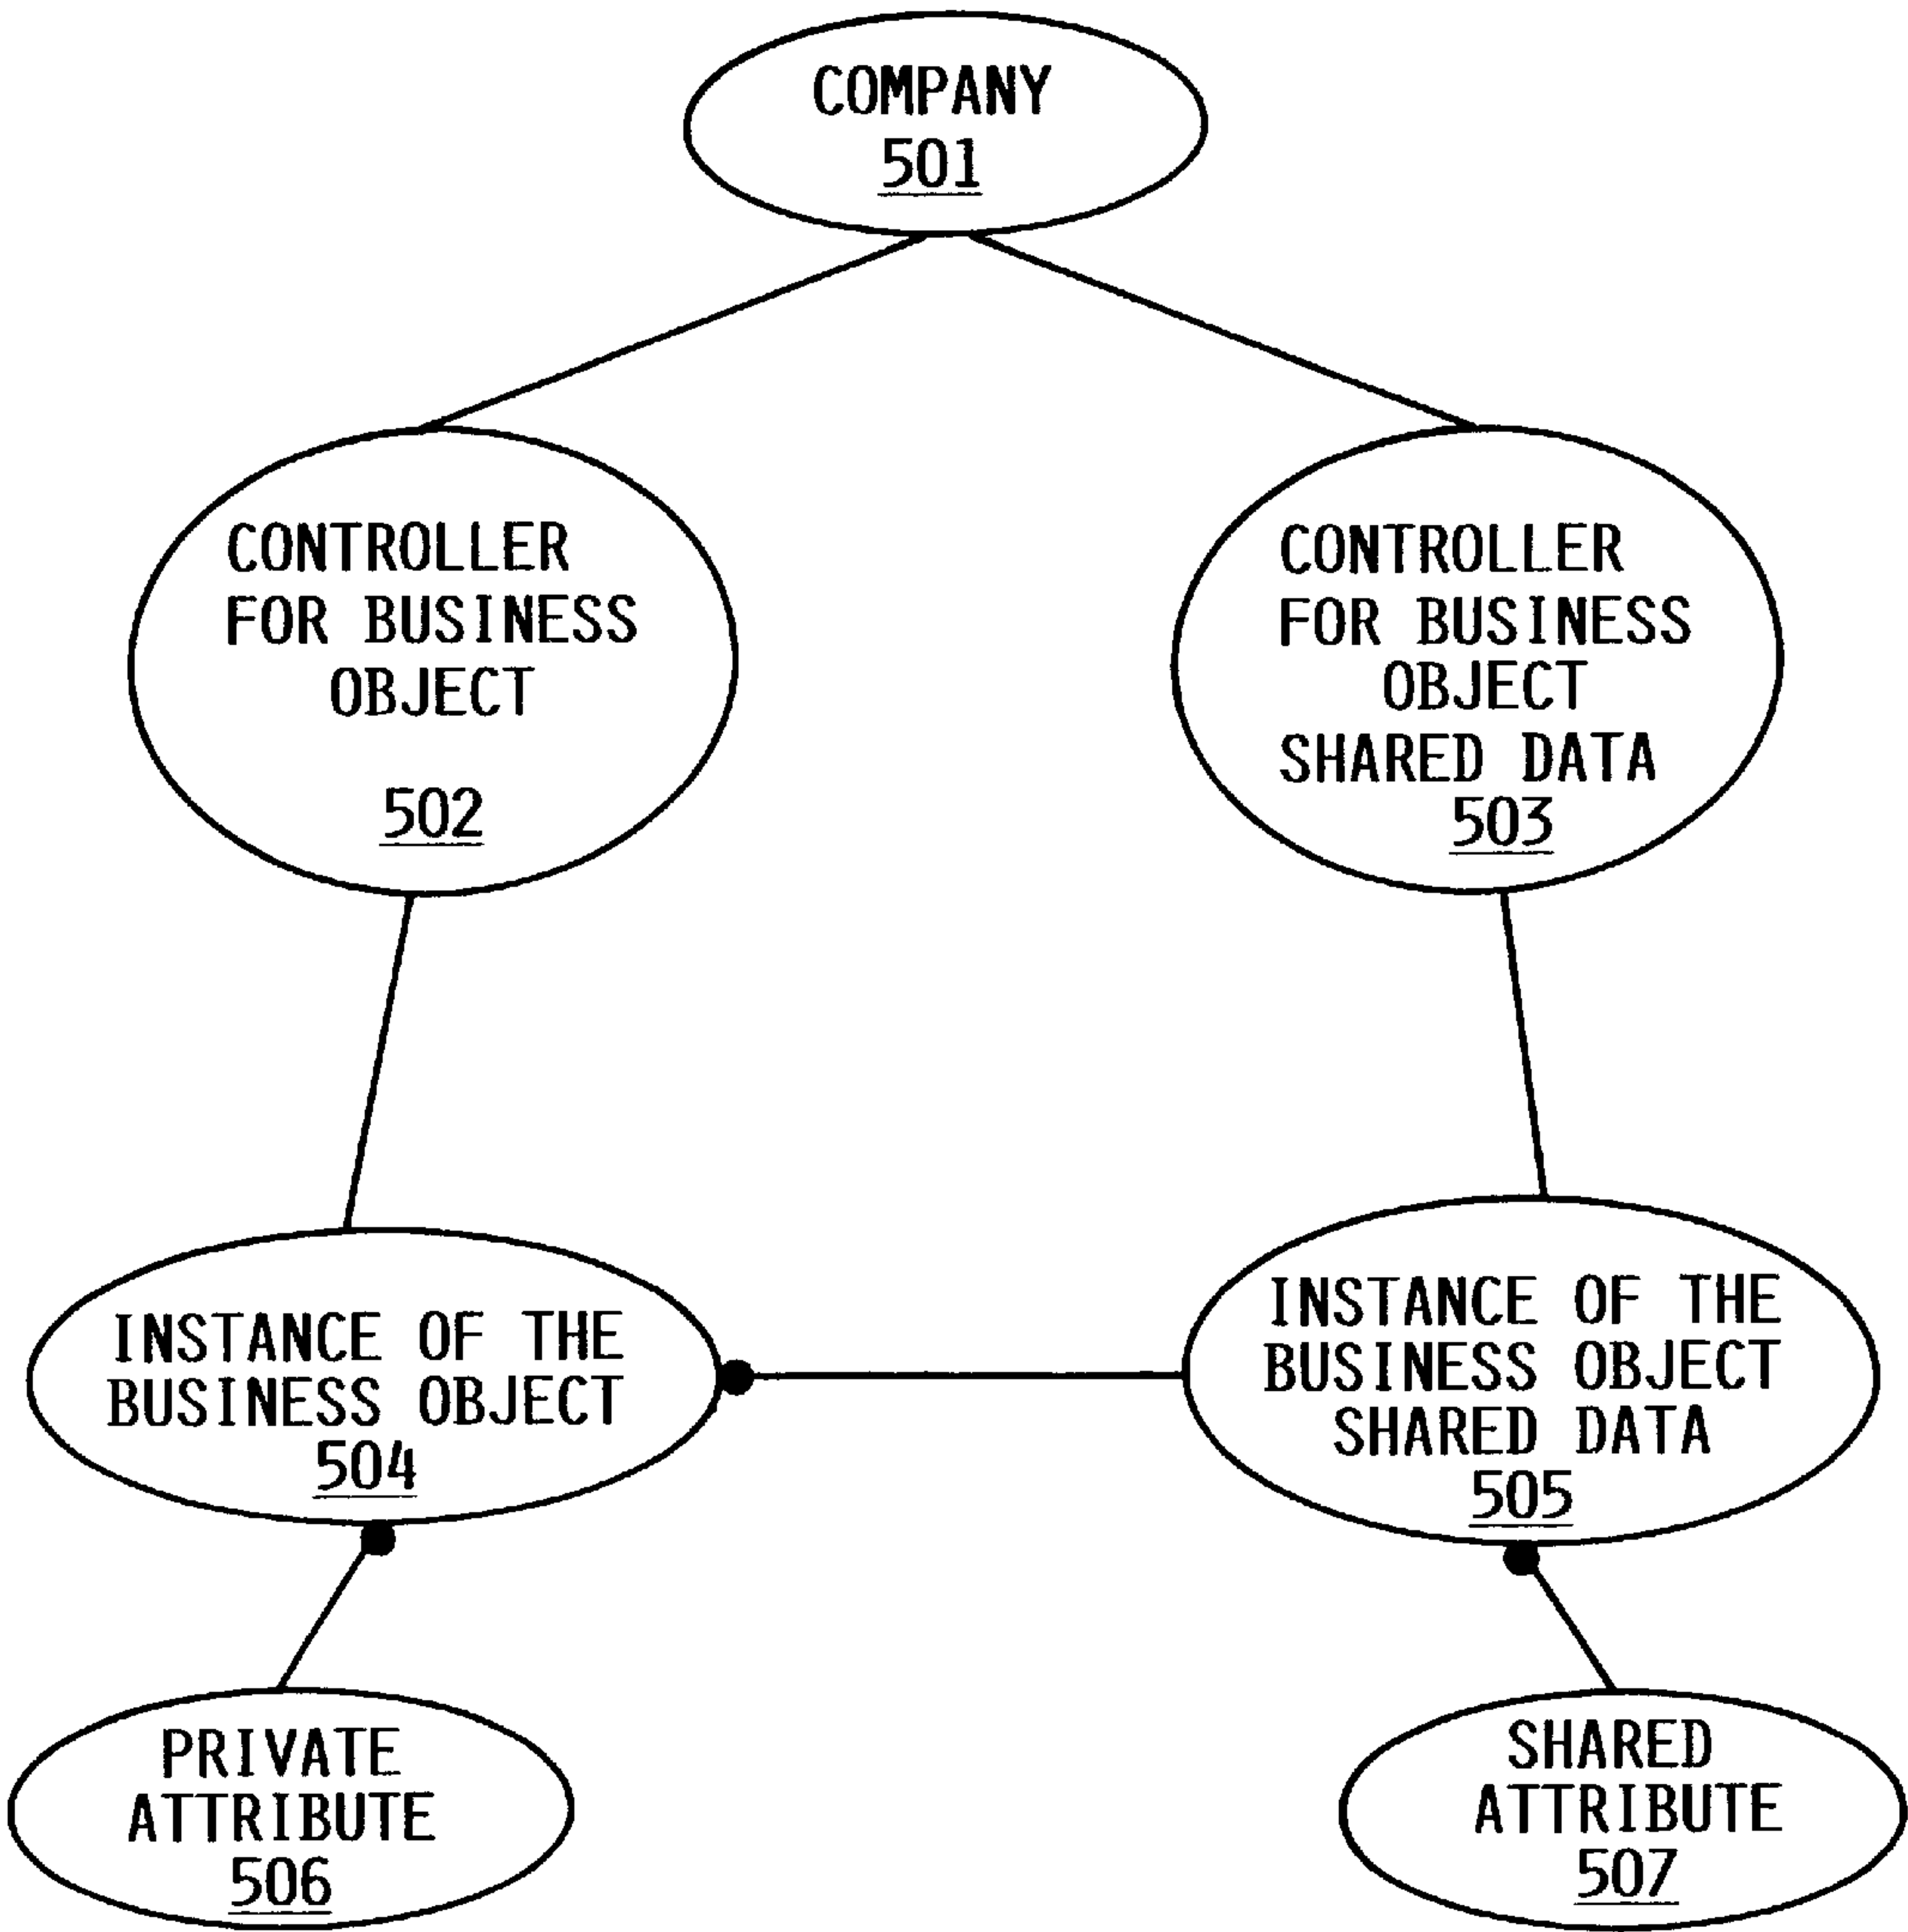 COMPANY
501
CONTROLLER
FOR BUSINESS
OBJECT
502
CONTROLLER
FOR BUSINESS
OBJECT
SHARED DATA
503
INSTANCE OF THE
BUSINESS OBJECT
504
INSTANCE OF THE
BUSINESS OBJECT
SHARED DATA
505
PRIVATE
ATTRIBUTE
506
SHARED
ATTRIBUTE
507